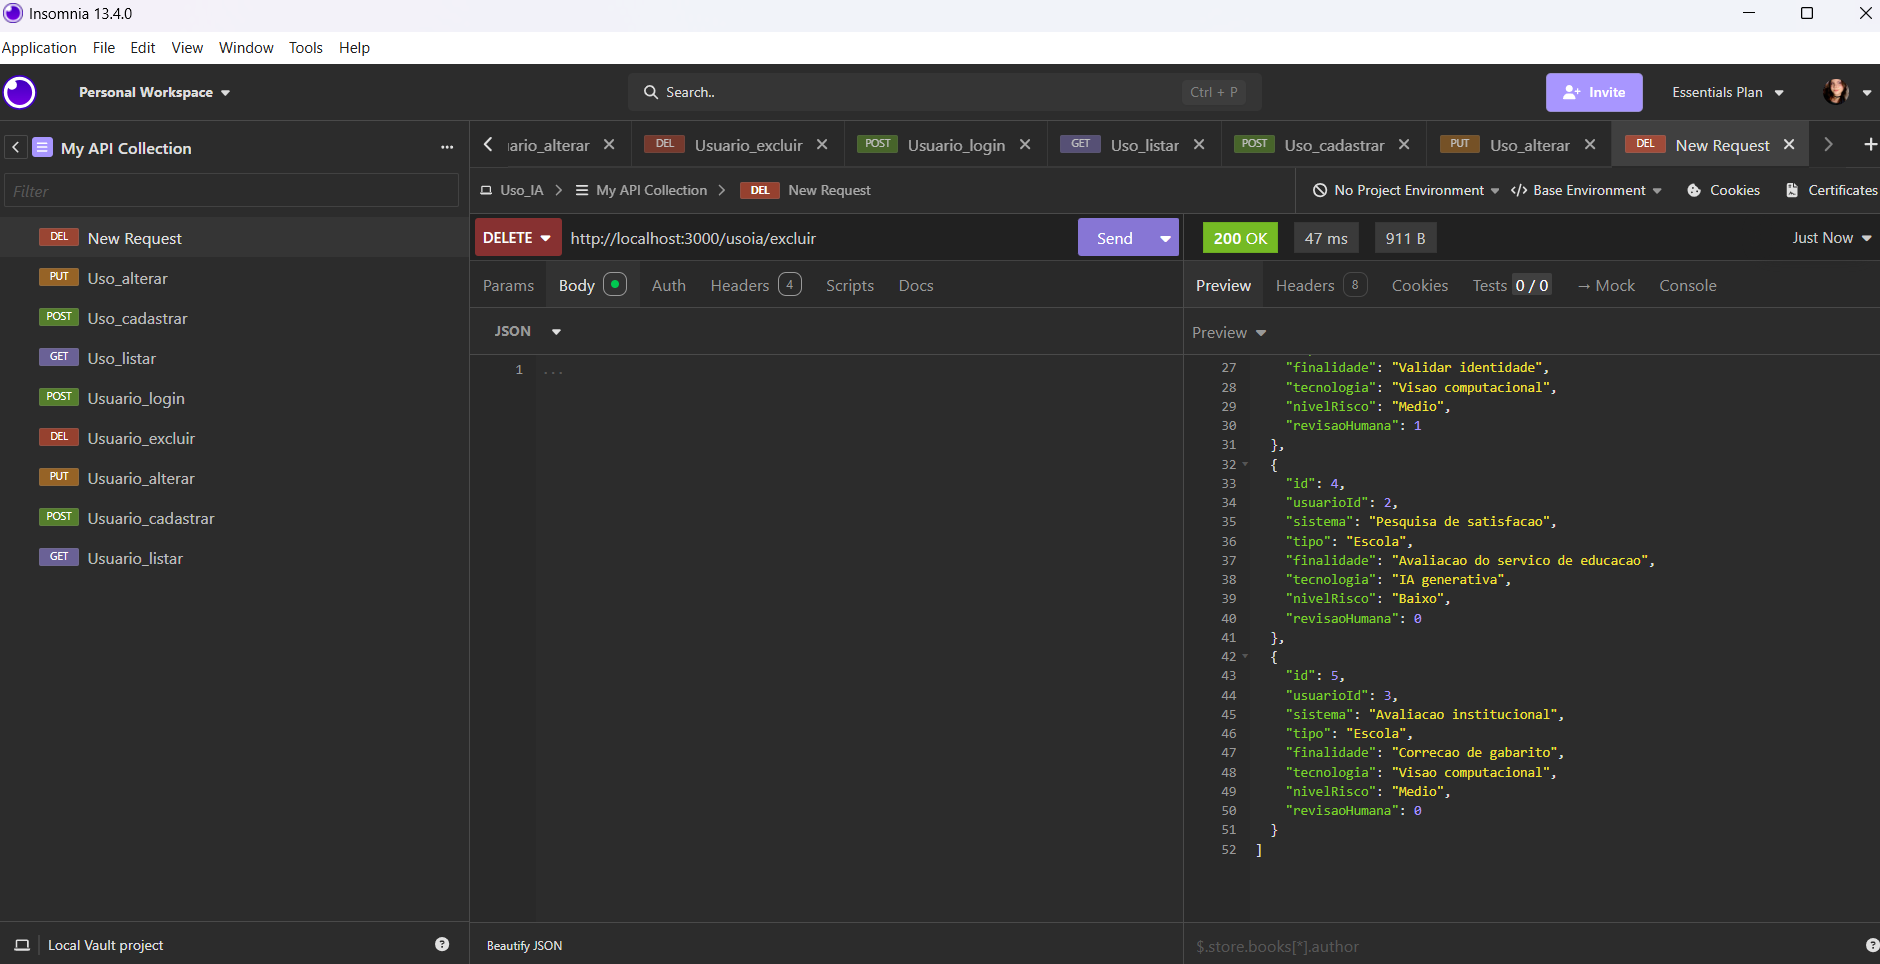 Insomnia 13.4.0
Application File Edit View Window Tools Help
Personal Workspace
Search..
Ctrl + P
Invite
Essentials Plan
My API Collection
Filter
DEL New Request
PUT Uso_alterar
POST Uso_cadastrar
GET Uso_listar
POST Usuario_login
DEL Usuario_excluir
PUT Usuario_alterar
POST Usuario_cadastrar
GET Usuario_listar
Local Vault project
ario_alterar DEL Usuario_excluir POST Usuario_login GET Uso_listar POST Uso_cadastrar PUT Uso_alterar DEL New Request
Uso_IA My API Collection DEL New Request
No Project Environment </> Base Environment Cookies Certificates
DELETE http://localhost:3000/usoia/excluir Send
Params Body Auth Headers 4 Scripts Docs
JSON
1 ...
Beautify JSON
200 OK 47 ms 911 B Just Now
Preview Headers 8 Cookies Tests 0 / 0 → Mock Console
Preview
27 "finalidade": "Validar identidade",
28 "tecnologia": "Visao computacional",
29 "nivelRisco": "Medio",
30 "revisaoHumana": 1
31 },
32 {
33 "id": 4,
34 "usuarioId": 2,
35 "sistema": "Pesquisa de satisfacao",
36 "tipo": "Escola",
37 "finalidade": "Avaliacao do servico de educacao",
38 "tecnologia": "IA generativa",
39 "nivelRisco": "Baixo",
40 "revisaoHumana": 0
41 },
42 {
43 "id": 5,
44 "usuarioId": 3,
45 "sistema": "Avaliacao institucional",
46 "tipo": "Escola",
47 "finalidade": "Correcao de gabarito",
48 "tecnologia": "Visao computacional",
49 "nivelRisco": "Medio",
50 "revisaoHumana": 0
51 }
52 ]
$.store.books[*].author